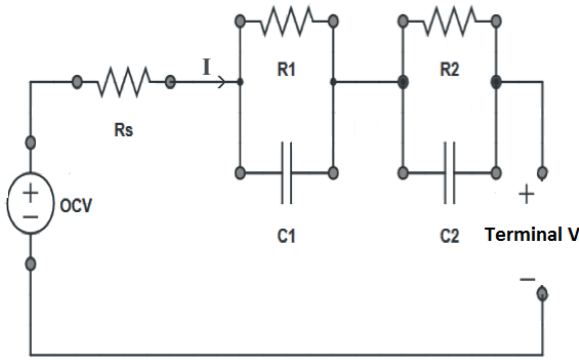 I
R1
R2
Rs
+
−
OCV
+
C1
C2
Terminal V
−